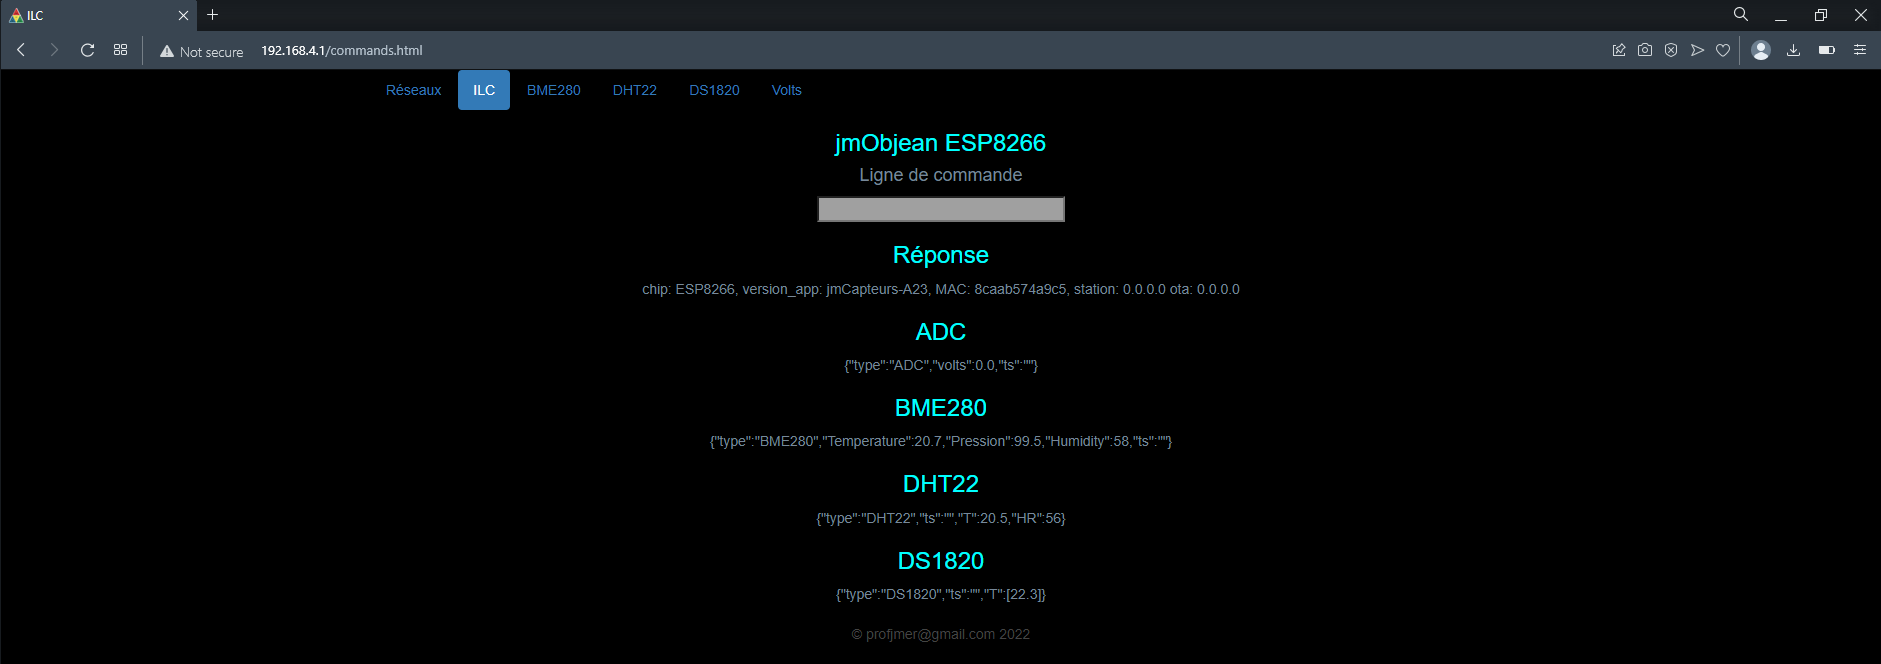 ILC
Not secure 192.168.4.1/commands.html
Réseaux ILC BME280 DHT22 DS1820 Volts
jmObjean ESP8266
Ligne de commande
Réponse
chip: ESP8266, version_app: jmCapteurs-A23, MAC: 8caab574a9c5, station: 0.0.0.0 ota: 0.0.0.0
ADC
{"type":"ADC","volts":0.0,"ts":""}
BME280
{"type":"BME280","Temperature":20.7,"Pression":99.5,"Humidity":58,"ts":""}
DHT22
{"type":"DHT22","ts":"","T":20.5,"HR":56}
DS1820
{"type":"DS1820","ts":"","T":[22.3]}
© profjmer@gmail.com 2022